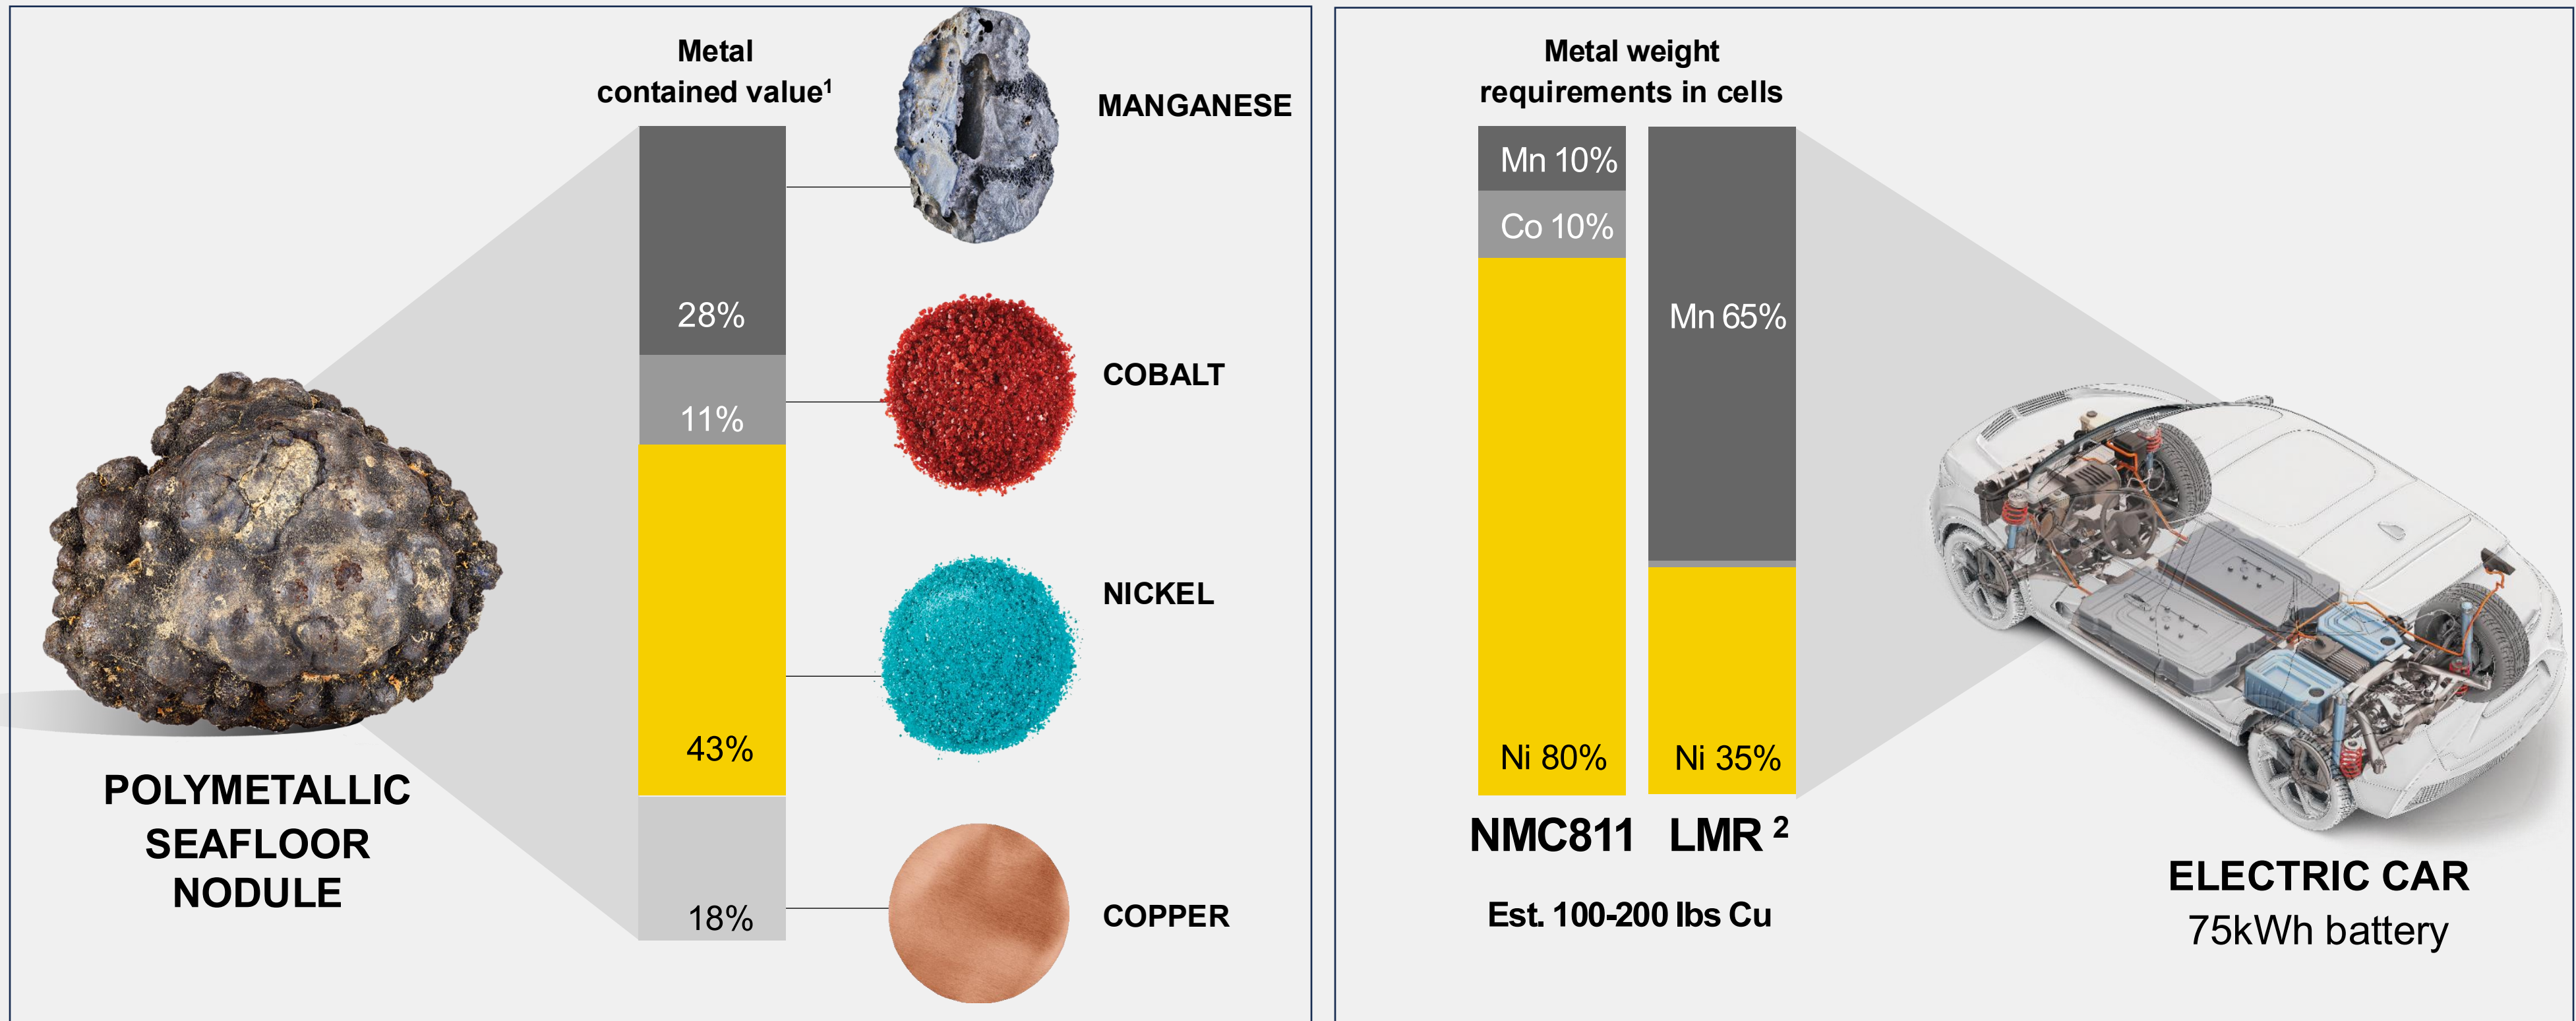 Metal
contained value¹
MANGANESE
28%
COBALT
11%
NICKEL
43%
COPPER
18%
POLYMETALLIC
SEAFLOOR
NODULE
Metal weight
requirements in cells
Mn 10%
Co 10%
Ni 80%
Mn 65%
Ni 35%
NMC811
LMR ²
Est. 100-200 lbs Cu
ELECTRIC CAR
75kWh battery